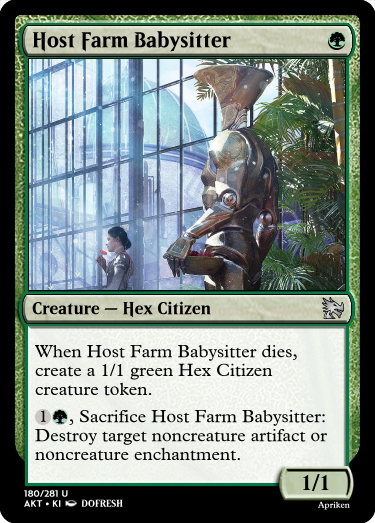 Host Farm Babysitter
Creature — Hex Citizen
When Host Farm Babysitter dies,
create a 1/1 green Hex Citizen
creature token.
1, Sacrifice Host Farm Babysitter:
Destroy target noncreature artifact or
noncreature enchantment.
1/1
180/281 U
AKT • KI DOFRESH
Apriken